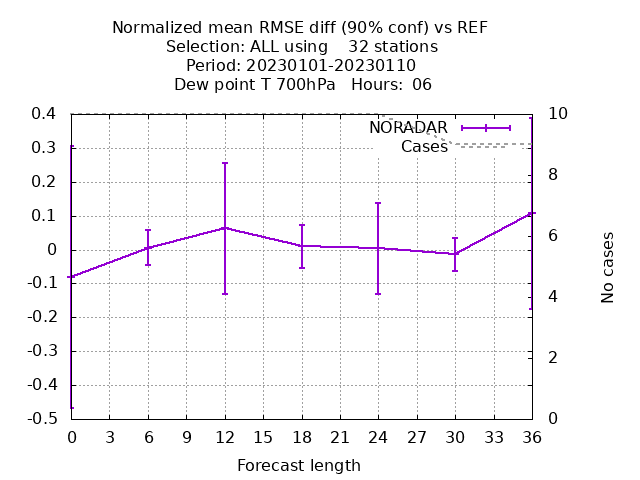 Normalized mean RMSE diff (90% conf) vs REF
Selection: ALL using    32 stations
Period: 20230101-20230110
Dew point T 700hPa   Hours: 06
0.4
0.3
0.2
0.1
0
-0.1
-0.2
-0.3
-0.4
-0.5
NORADAR
Cases
10
8
6
4
2
0
No cases
0 3 6 9 12 15 18 21 24 27 30 33 36
Forecast length